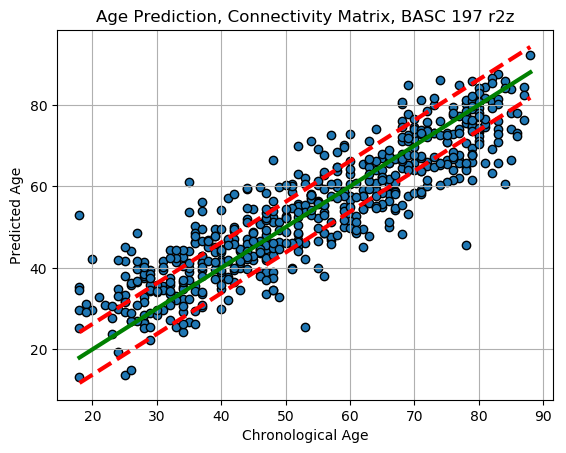 Age Prediction, Connectivity Matrix, BASC 197 r2z
Predicted Age
80
60
40
20
20 30 40 50 60 70 80 90
Chronological Age